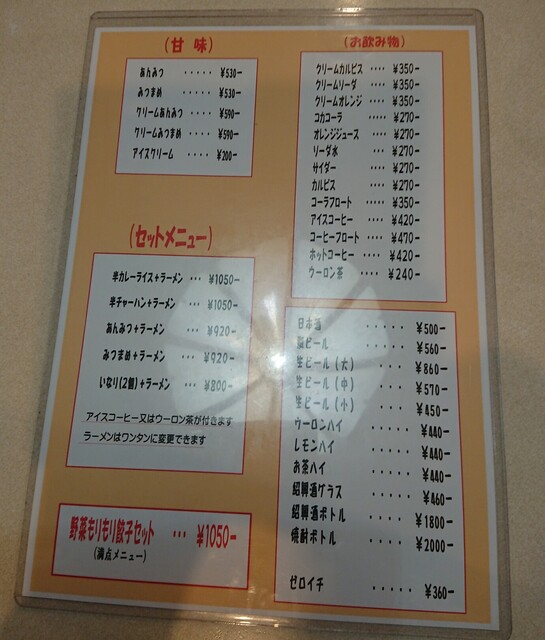 (甘 味)
あんみつ ・・・・・ ¥530-
みつまめ ・・・・・ ¥530-
クリームあんみつ ・・・ ¥590-
クリームみつまめ ・・・ ¥590-
アイスクリーム ・・・・・ ¥200-
(セットメニュー)
半カレーライス+ラーメン ・・・ ¥1050-
半チャーハン+ラーメン ・・・ ¥1050-
あんみつ+ラーメン ・・・ ¥920-
みつまめ+ラーメン ・・・ ¥920-
いなり(2個)+ラーメン ・・・ ¥800-
アイスコーヒー又はウーロン茶が付きます
ラーメンはワンタンに変更できます
野菜もりもり餃子セット ・・・ ¥1050-
(満点メニュー)
(お飲み物)
クリームカルピス ・・・・ ¥350-
クリームソーダ ・・・・ ¥350-
クリームオレンジ ・・・・ ¥350-
コカコーラ ・・・・・ ¥270-
オレンジジュース ・・・・ ¥270-
ソーダ水 ・・・・ ¥270-
サイダー ・・・・ ¥270-
カルピス ・・・・ ¥270-
コーラフロート ・・・・ ¥350-
アイスコーヒー ・・・・ ¥420-
コーヒーフロート ・・・・ ¥470-
ホットコーヒー ・・・・ ¥420-
ウーロン茶 ・・・・ ¥240-
日本酒 ・・・・・ ¥500-
ビール ・・・・・ ¥560-
生ビール(大) ・・・・ ¥860-
生ビール(中) ・・・・ ¥570-
生ビール(小) ・・・・ ¥450-
ウーロンハイ ・・・・・ ¥440-
レモンハイ ・・・・・ ¥440-
お茶ハイ ・・・・・ ¥440-
紹興酒グラス ・・・・ ¥460-
紹興酒ボトル ・・・・ ¥1800-
焼酎ボトル ・・・・ ¥2000-
ゼロイチ ・・・・・ ¥360-